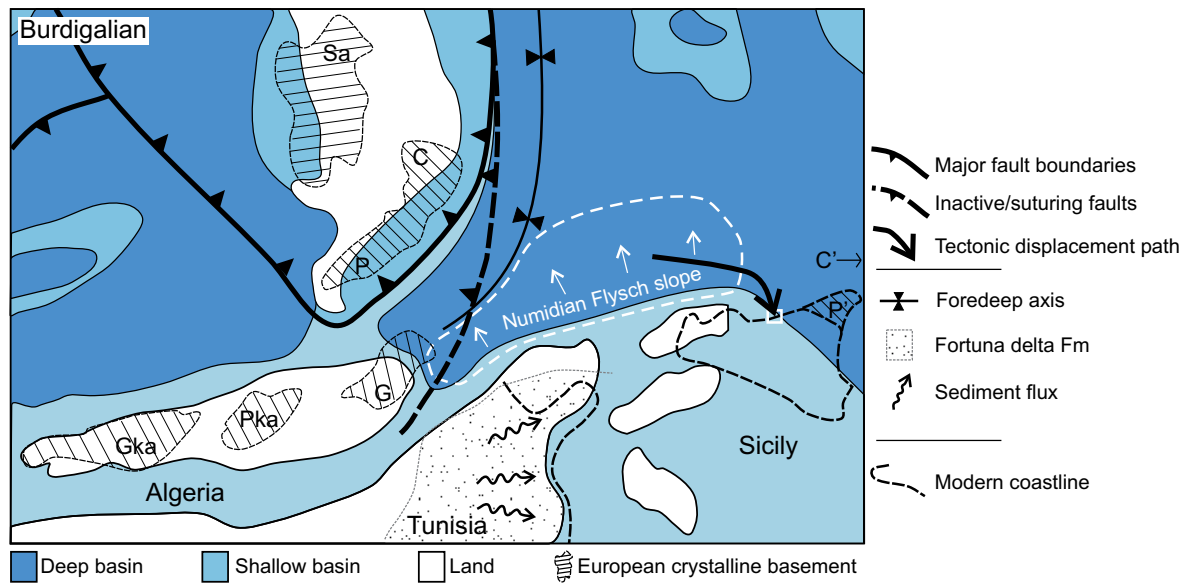 Burdigalian
Sa
C
P
Numidian Flysch slope
C'
P'
G
Pka
Gka
Algeria
Tunisia
Sicily
Major fault boundaries
Inactive/suturing faults
Tectonic displacement path
Foredeep axis
Fortuna delta Fm
Sediment flux
Modern coastline
Deep basin
Shallow basin
Land
European crystalline basement